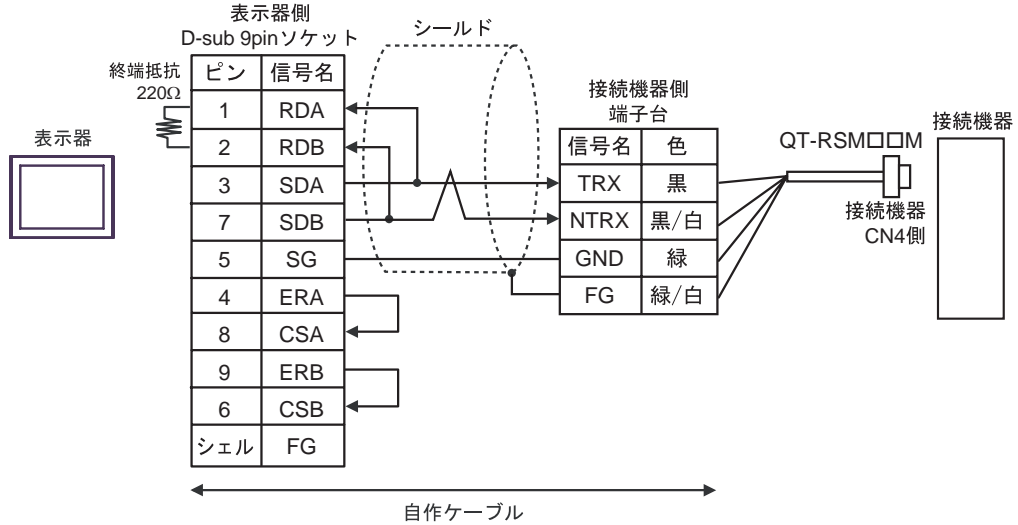 表示器側
D-sub 9pinソケット
シールド
終端抵抗
220Ω
ピン 信号名
1 RDA
2 RDB
3 SDA
7 SDB
5 SG
4 ERA
8 CSA
9 ERB
6 CSB
シェル FG
表示器
接続機器側
端子台
信号名 色
TRX 黒
NTRX 黒/白
GND 緑
FG 緑/白
QT-RSM□□M
接続機器
CN4側
接続機器
自作ケーブル